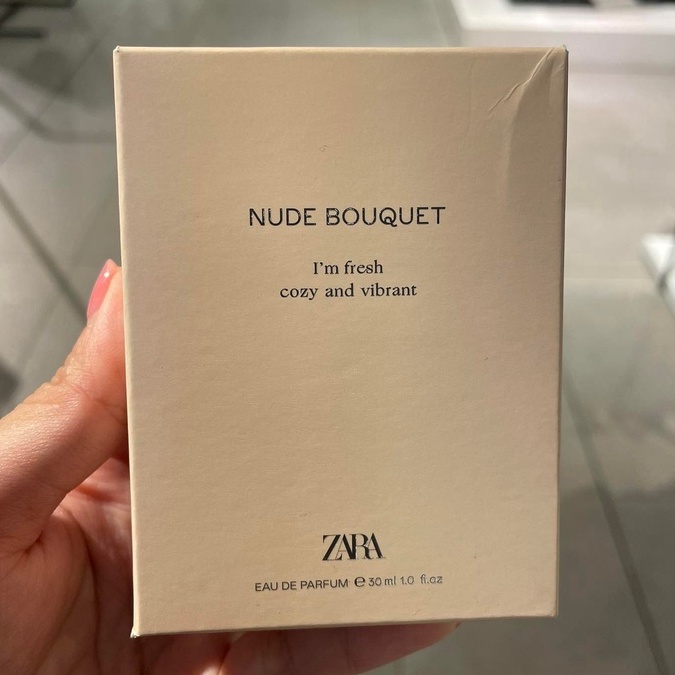 NUDE BOUQUET
I'm fresh
cozy and vibrant
ZARA
EAU DE PARFUM ℮ 30 ml 1.0 fl.oz